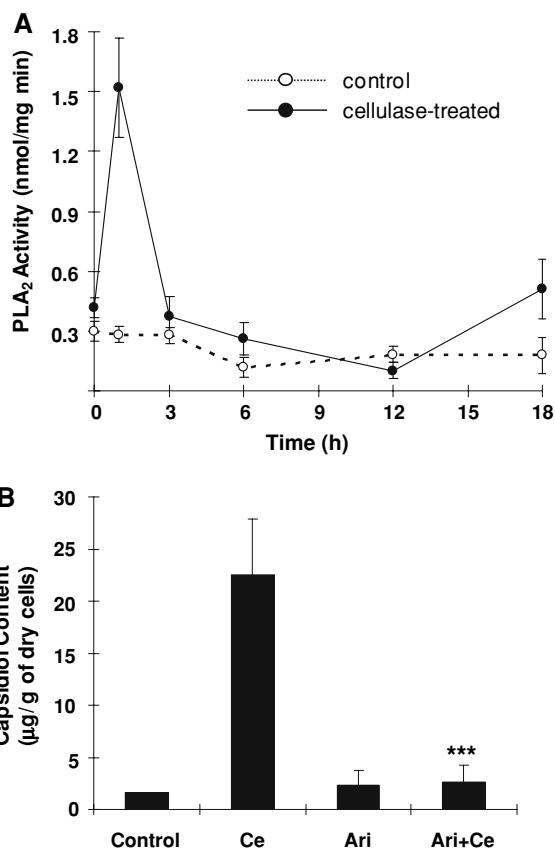 A
PLA2 Activity (nmol/mg min)
1.8
1.5
1.2
0.9
0.6
0.3
control
cellulase-treated
0 3 6 9 12 15 18
Time (h)
B
Capsidiol Content
(µg/ g of dry cells)
30
25
20
15
10
5
0
***
Control Ce Ari Ari+Ce